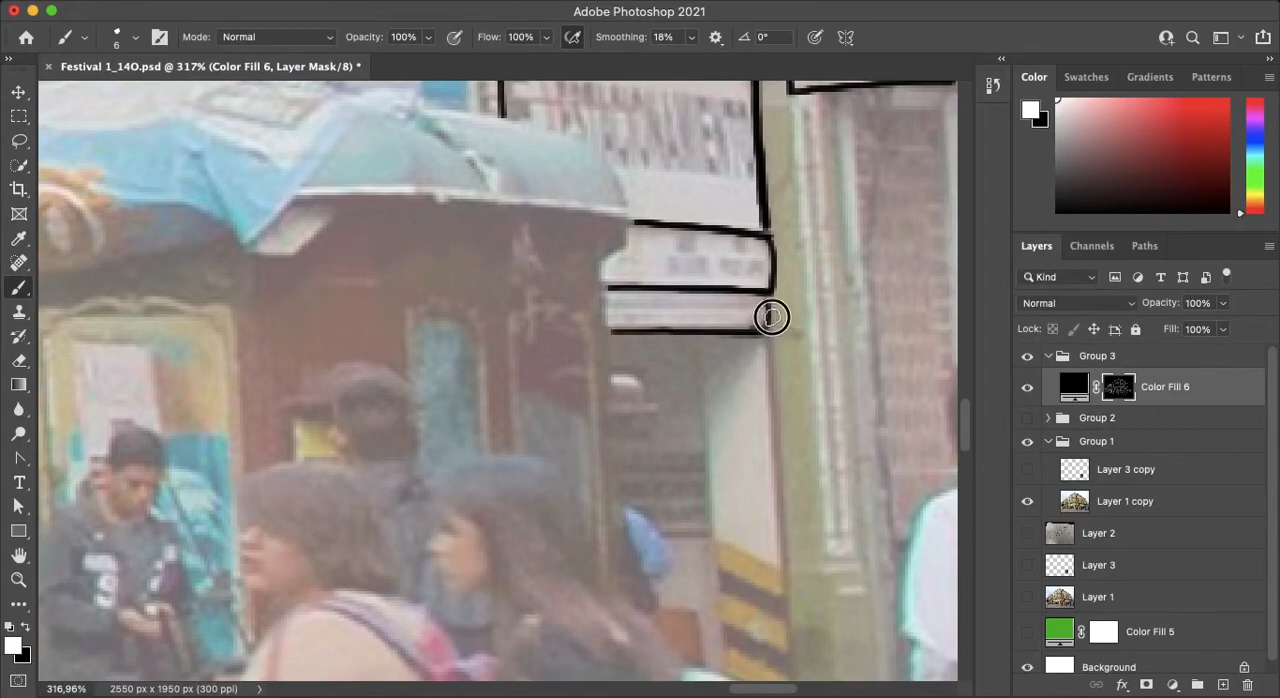 Adobe Photoshop 2021
6
Mode: Normal
Opacity: 100%
Flow: 100%
Smoothing: 18%
0°
Festival 1_14O.psd @ 317% (Color Fill 6, Layer Mask/8) *
Color
Swatches
Gradients
Patterns
Layers
Channels
Paths
Kind
Normal
Opacity: 100%
Lock:
Fill: 100%
Group 3
Color Fill 6
Group 2
Group 1
Layer 3 copy
Layer 1 copy
Layer 2
Layer 3
Layer 1
Color Fill 5
Background
316,96%
2550 px x 1950 px (300 ppi)